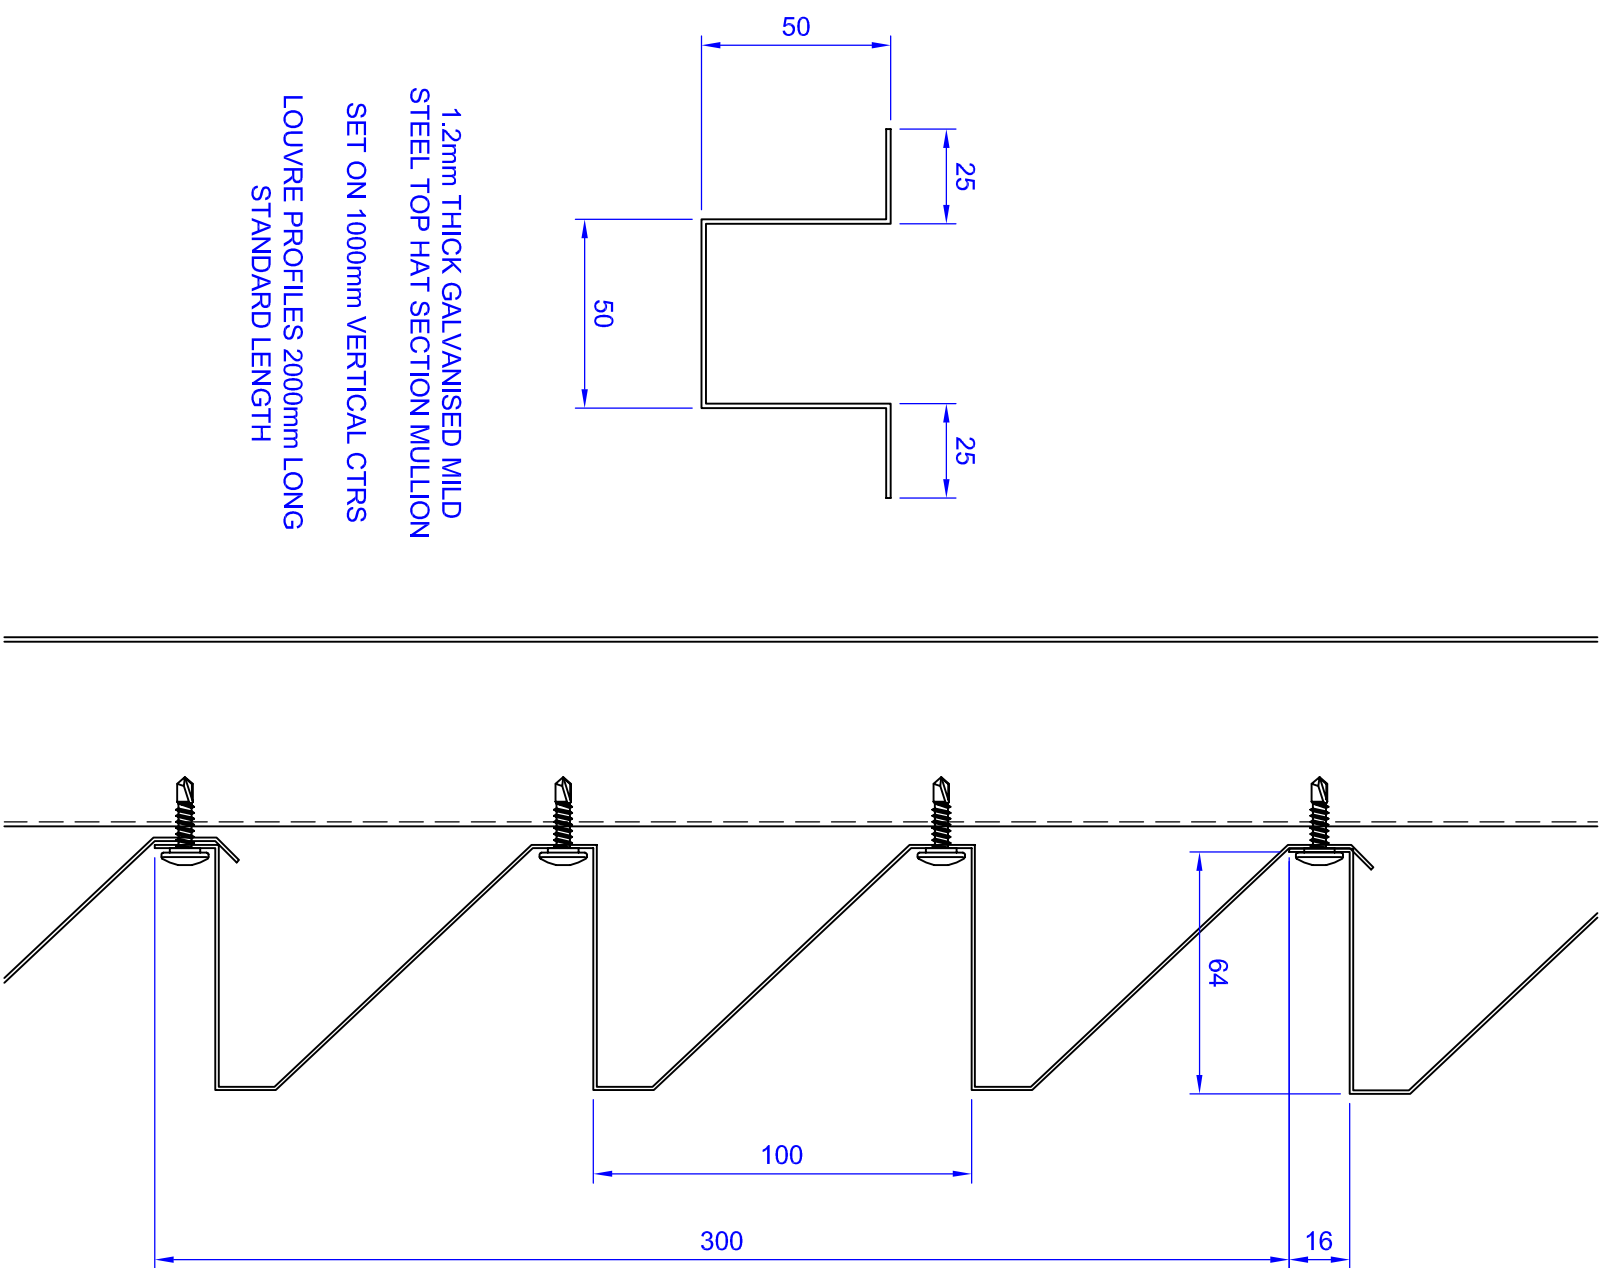 50
25
50
25
1.2mm THICK GALVANISED MILD
STEEL TOP HAT SECTION MULLION
SET ON 1000mm VERTICAL CTRS
LOUVRE PROFILES 2000mm LONG
STANDARD LENGTH
64
100
300
16